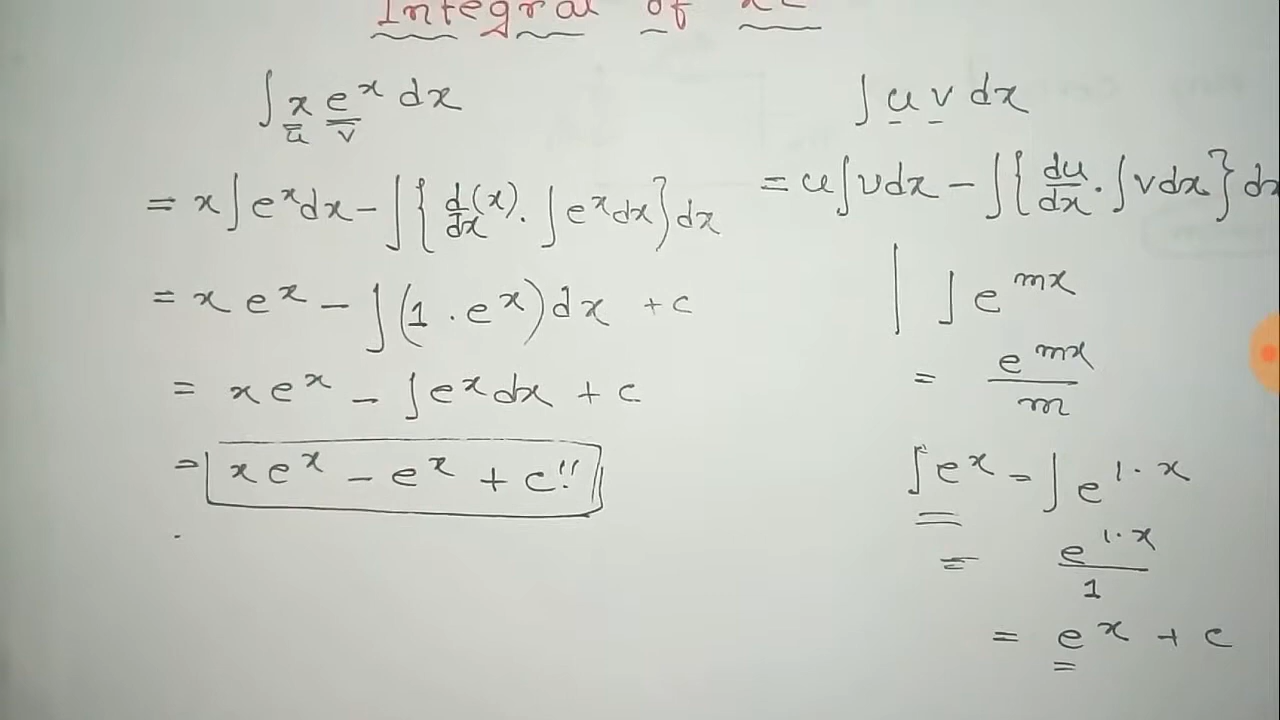 Integral of
∫ x e^x dx
u v
= x ∫ e^x dx - ∫ { d/dx (x) . ∫ e^x dx } dx
= x e^x - ∫ (1 . e^x) dx + c
= x e^x - ∫ e^x dx + c
= x e^x - e^x + c !!
∫ u v dx
= u ∫ v dx - ∫ { du/dx . ∫ v dx } dx
∫ e^mx
= e^mx / m
∫ e^x = ∫ e^1.x
= e^1.x / 1
= e^x + c